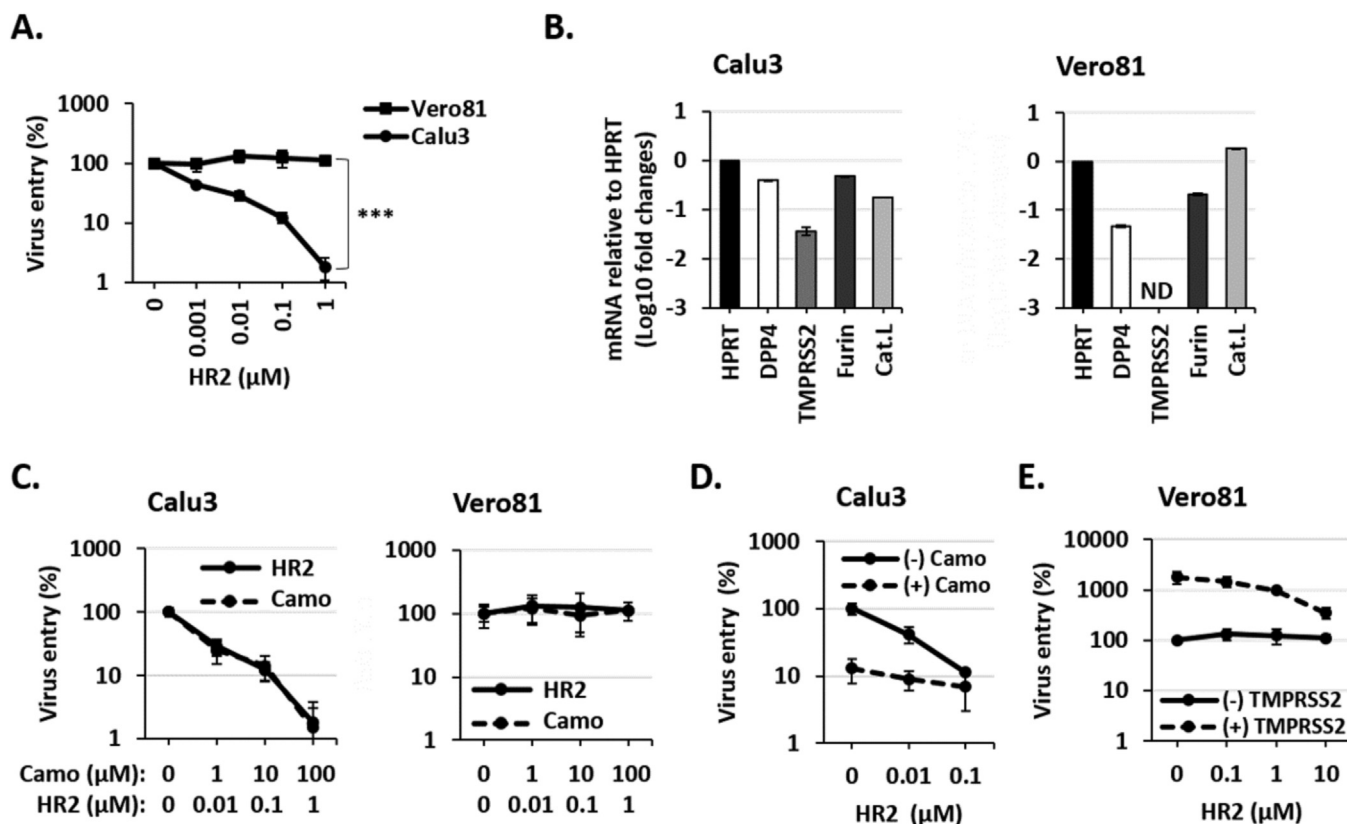 A.
1000
100
10
1
Virus entry (%)
0
0.001
0.01
0.1
1
HR2 (µM)
Vero81
Calu3
***
B.
Calu3
1
0
-1
-2
-3
mRNA relative to HPRT
(Log10 fold changes)
HPRT
DPP4
TMPRSS2
Furin
Cat.L
Vero81
1
0
-1
-2
-3
ND
HPRT
DPP4
TMPRSS2
Furin
Cat.L
C.
Calu3
1000
100
10
1
Virus entry (%)
HR2
Camo
Vero81
1000
100
10
1
HR2
Camo
Camo (µM): 0 1 10 100 0 1 10 100
HR2 (µM): 0 0.01 0.1 1 0 0.01 0.1 1
D.
Calu3
1000
100
10
1
Virus entry (%)
(-) Camo
(+) Camo
0 0.01 0.1
HR2 (µM)
E.
Vero81
10000
1000
100
10
1
Virus entry (%)
(-) TMPRSS2
(+) TMPRSS2
0 0.1 1 10
HR2 (µM)